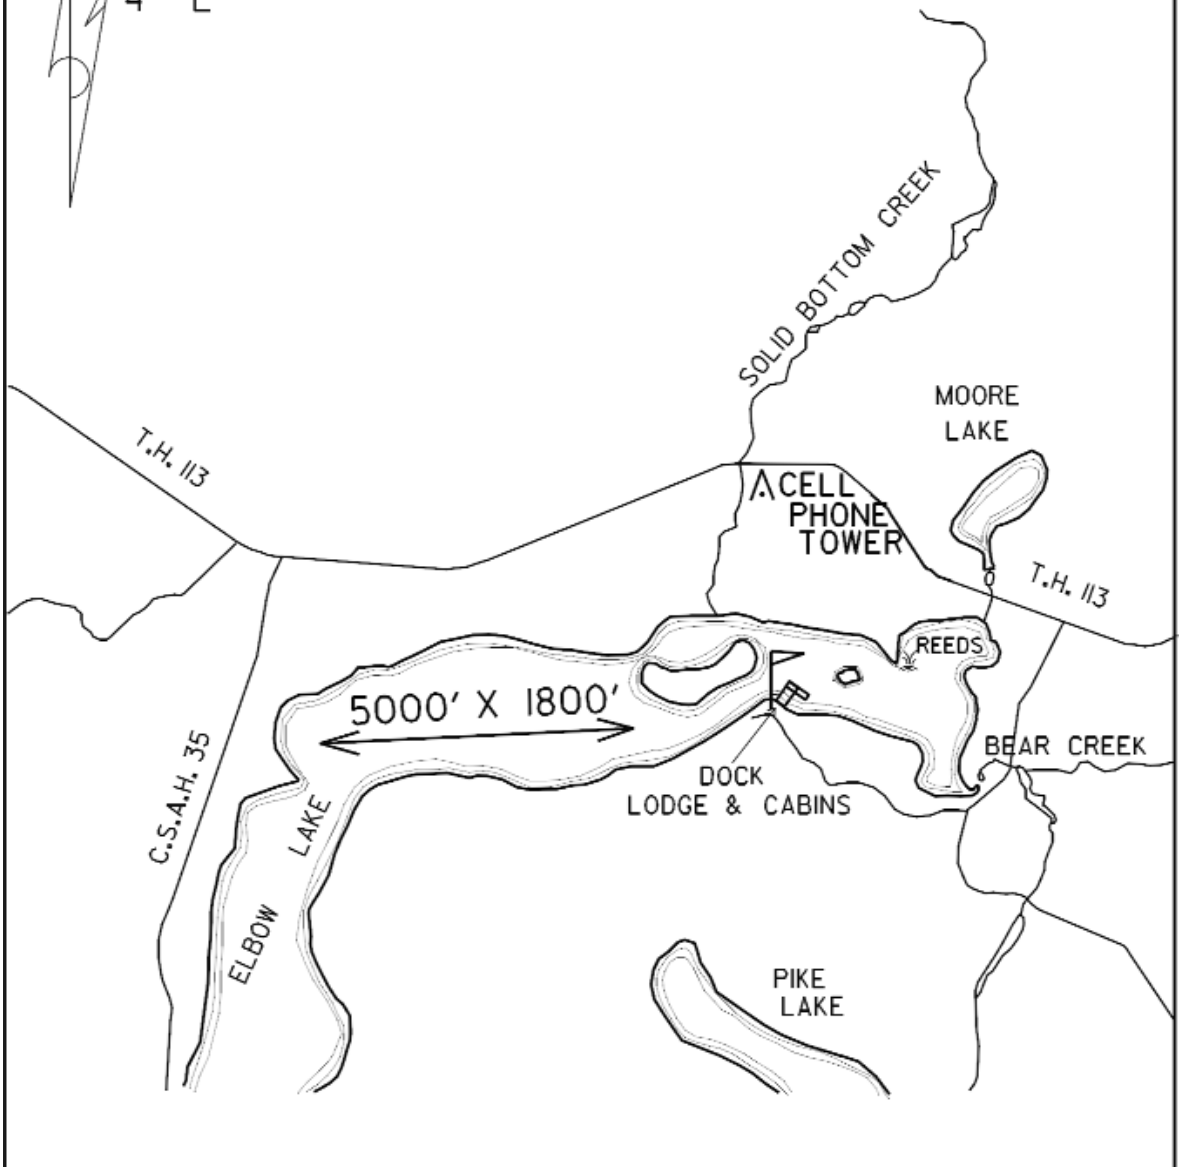 SOLID BOTTOM CREEK
MOORE
LAKE
T.H. 113
CELL
PHONE
TOWER
T.H. 113
REEDS
5000' X 1800'
BEAR CREEK
DOCK
LODGE & CABINS
C.S.A.H. 35
ELBOW LAKE
PIKE
LAKE